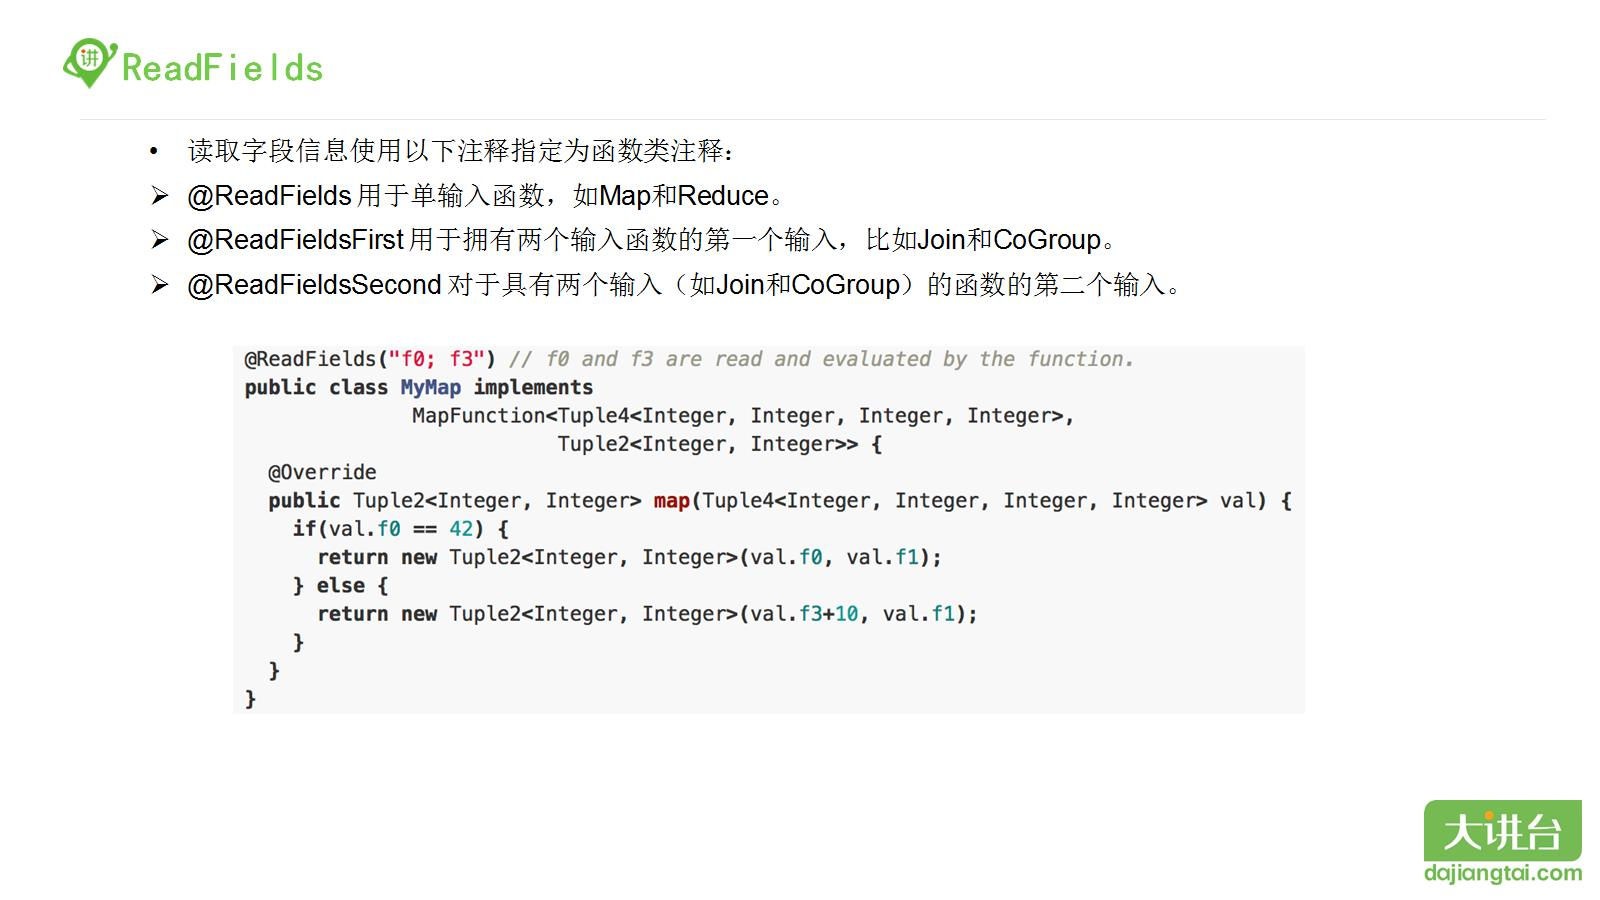 讲
ReadFields
• 读取字段信息使用以下注释指定为函数类注释：
➢ @ReadFields 用于单输入函数，如Map和Reduce。
➢ @ReadFieldsFirst 用于拥有两个输入函数的第一个输入，比如Join和CoGroup。
➢ @ReadFieldsSecond 对于具有两个输入（如Join和CoGroup）的函数的第二个输入。
@ReadFields("f0; f3") // f0 and f3 are read and evaluated by the function.
public class MyMap implements
              MapFunction<Tuple4<Integer, Integer, Integer, Integer>,
                          Tuple2<Integer, Integer>> {
  @Override
  public Tuple2<Integer, Integer> map(Tuple4<Integer, Integer, Integer, Integer> val) {
    if(val.f0 == 42) {
      return new Tuple2<Integer, Integer>(val.f0, val.f1);
    } else {
      return new Tuple2<Integer, Integer>(val.f3+10, val.f1);
    }
  }
}
大讲台
dajiangtai.com